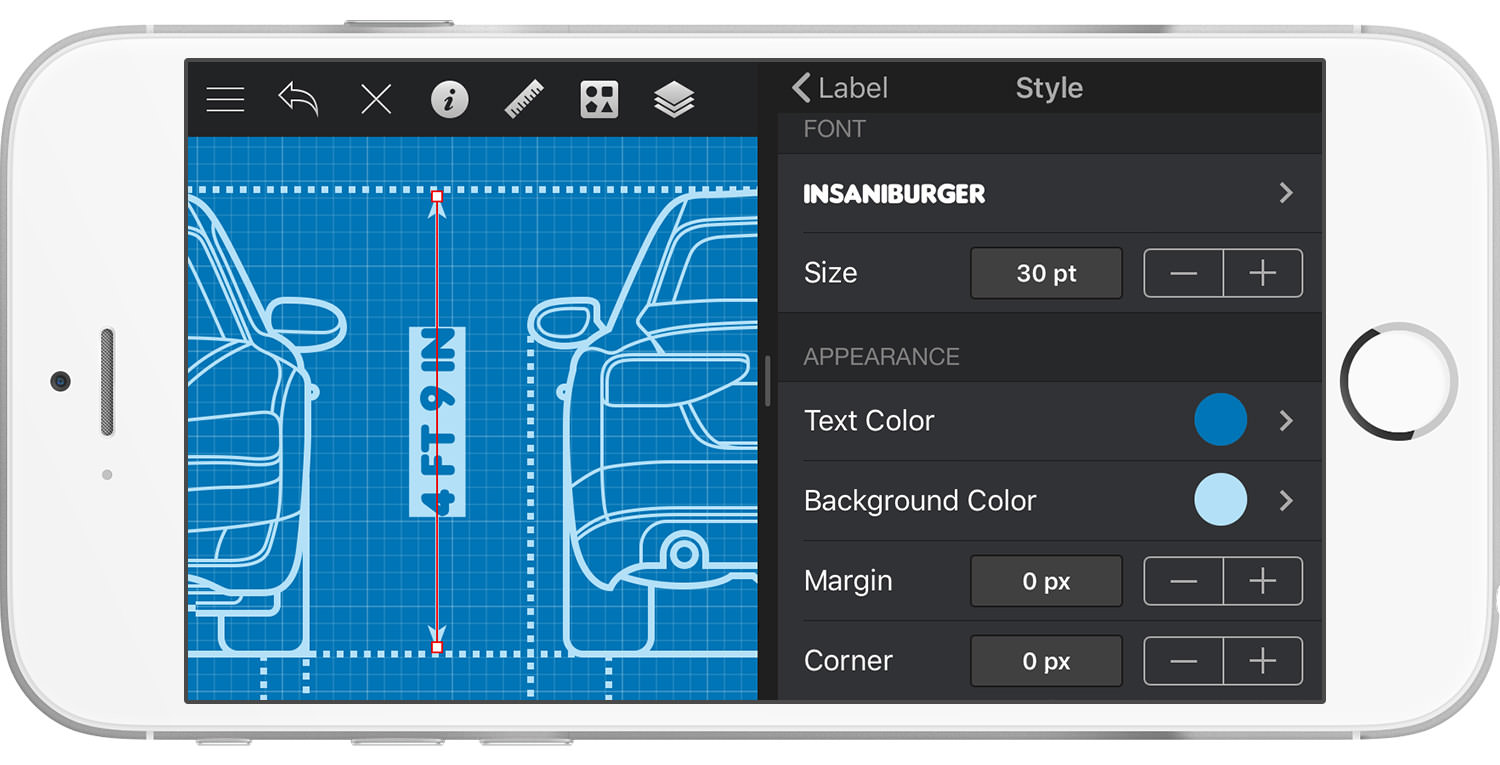 Label
Style
FONT
INSANIBURGER
Size
30 pt
4 FT 9 IN
APPEARANCE
Text Color
Background Color
Margin
0 px
Corner
0 px